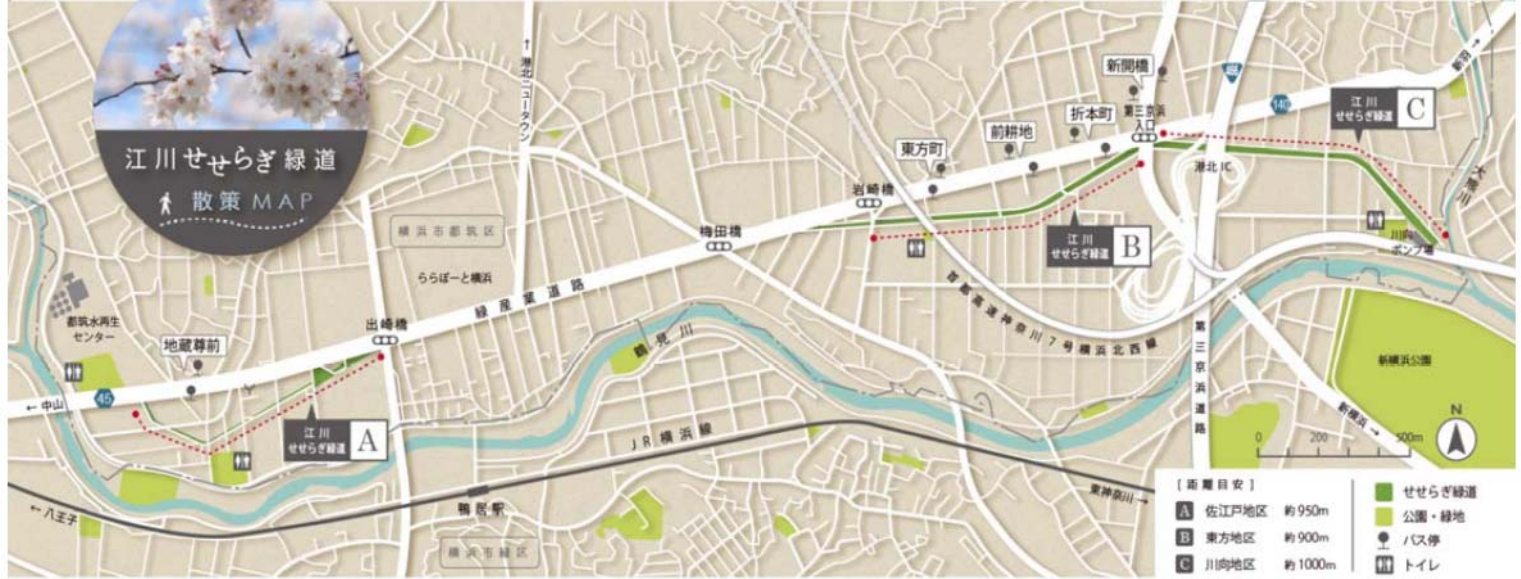 江川せせらぎ緑道
散策 MAP
↑ 港北ニュータウン
横浜市都筑区
ららぽーと横浜
都筑水再生
センター
地蔵尊前
出崎橋
緑産業道路
梅田橋
岩崎橋
東方町
前耕地
折本町
新開橋
第三京浜
入口
140
江川
せせらぎ緑道
C
港北 IC
大熊川
川向
ポンプ場
江川
せせらぎ緑道
B
首都高速神奈川7号横浜北西線
第三京浜道路
鶴見川
新横浜公園
新横浜 →
← 中山
45
江川
せせらぎ緑道
A
JR 横浜線
鴨居駅
← 八王子
東神奈川 →
横浜市緑区
N
0 200 500m
[ 距離目安 ]
A 佐江戸地区 約950m
B 東方地区 約900m
C 川向地区 約1000m
せせらぎ緑道
公園・緑地
バス停
トイレ